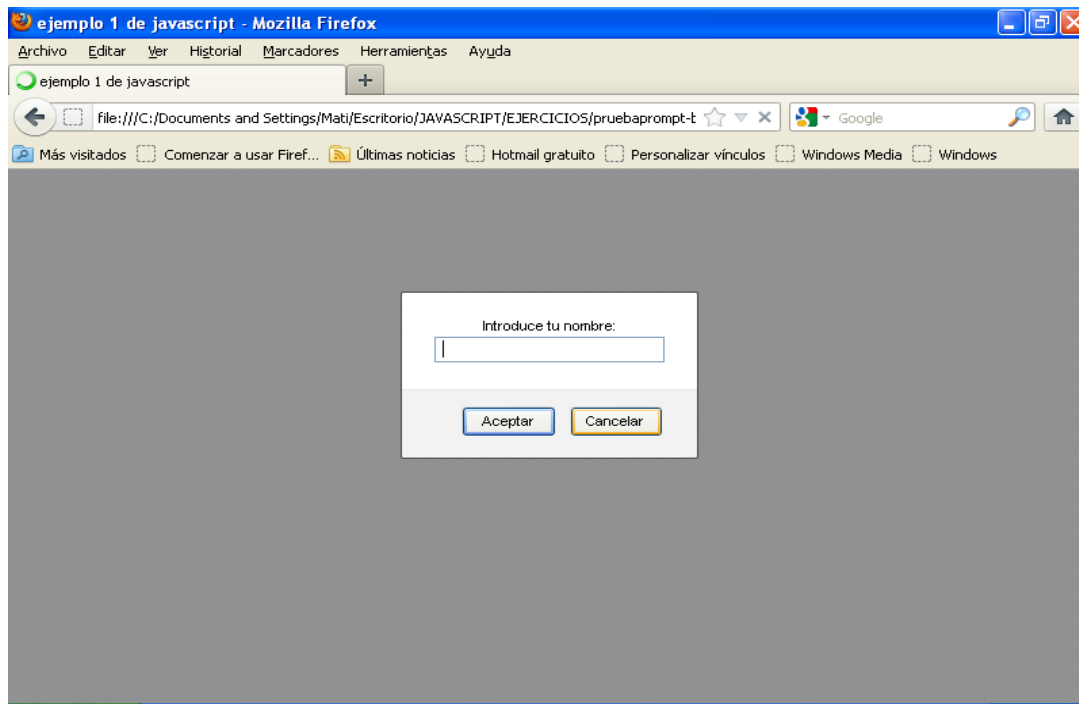 ejemplo 1 de javascript - Mozilla Firefox
Archivo Editar Ver Historial Marcadores Herramientas Ayuda
ejemplo 1 de javascript +
file:///C:/Documents and Settings/Mati/Escritorio/JAVASCRIPT/EJERCICIOS/pruebaprompt-t Google
Más visitados Comenzar a usar Firef... Últimas noticias Hotmail gratuito Personalizar vínculos Windows Media Windows
Introduce tu nombre:
Aceptar Cancelar